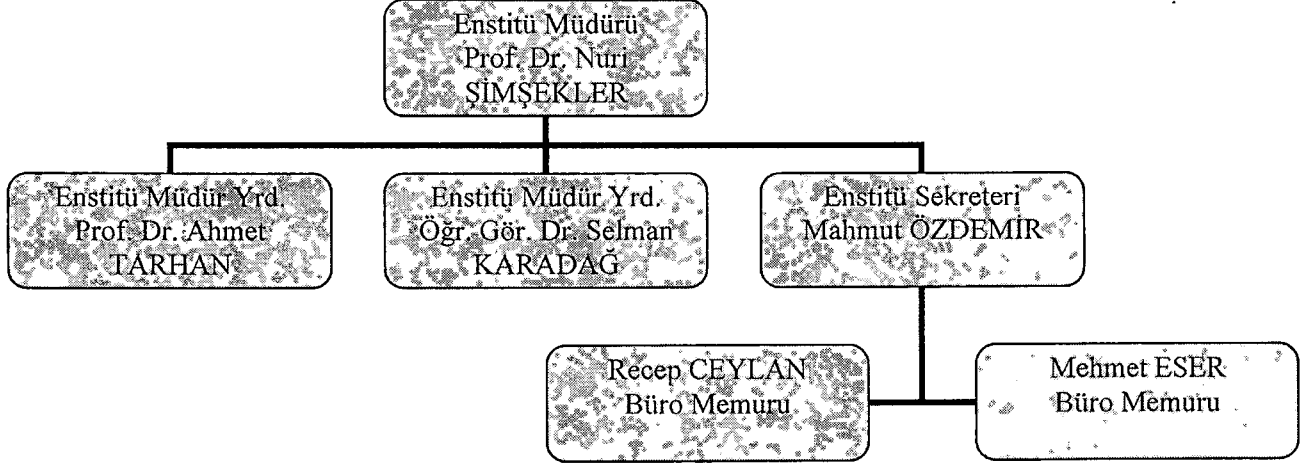 Enstitü Müdürü
Prof. Dr. Nuri
ŞİMŞEKLER
Enstitü Müdür Yrd.
Prof. Dr. Ahmet
TARHAN
Enstitü Müdür Yrd.
Öğr. Gör. Dr. Selman
KARADAĞ
Enstitü Sekreteri
Mahmut ÖZDEMİR
Recep CEYLAN
Büro Memuru
Mehmet ESER
Büro Memuru